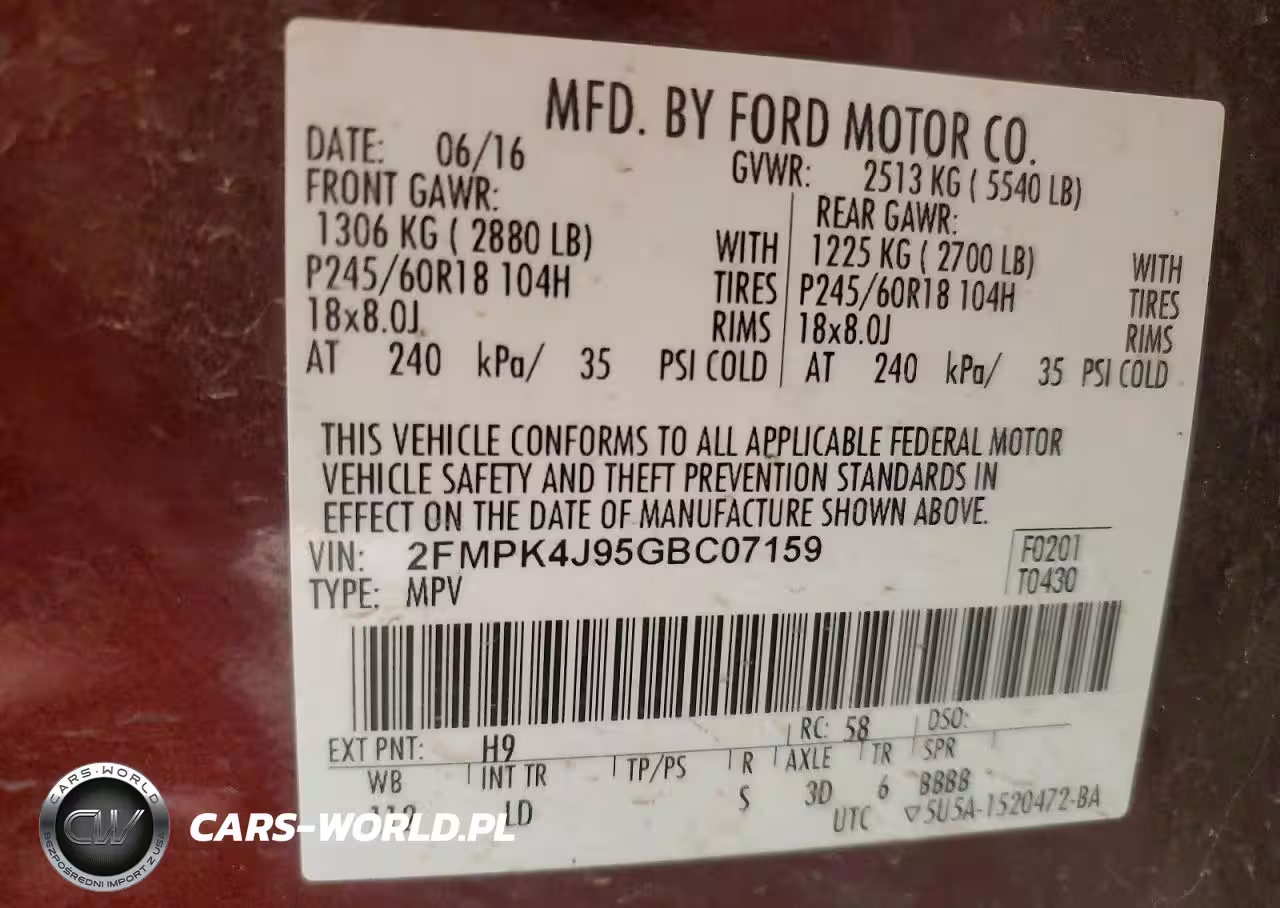 MFD. BY FORD MOTOR CO.
DATE: 06/16 GVWR: 2513 KG ( 5540 LB)
FRONT GAWR: REAR GAWR:
1306 KG ( 2880 LB) WITH 1225 KG ( 2700 LB) WITH
P245/60R18 104H TIRES P245/60R18 104H TIRES
18x8.0J RIMS 18x8.0J RIMS
AT 240 kPa/ 35 PSI COLD AT 240 kPa/ 35 PSI COLD
THIS VEHICLE CONFORMS TO ALL APPLICABLE FEDERAL MOTOR
VEHICLE SAFETY AND THEFT PREVENTION STANDARDS IN
EFFECT ON THE DATE OF MANUFACTURE SHOWN ABOVE.
VIN: 2FMPK4J95GBC07159 F0201
TYPE: MPV T0430
EXT PNT: H9 RC: 58 DSO:
WB INT TR TP/PS R AXLE TR SPR
LD S 3D 6 BBBB
UTC ▽5U5A-1520472-BA
CARS-WORLD
CW
BEZPOŚREDNI IMPORT Z USA
CARS-WORLD.PL